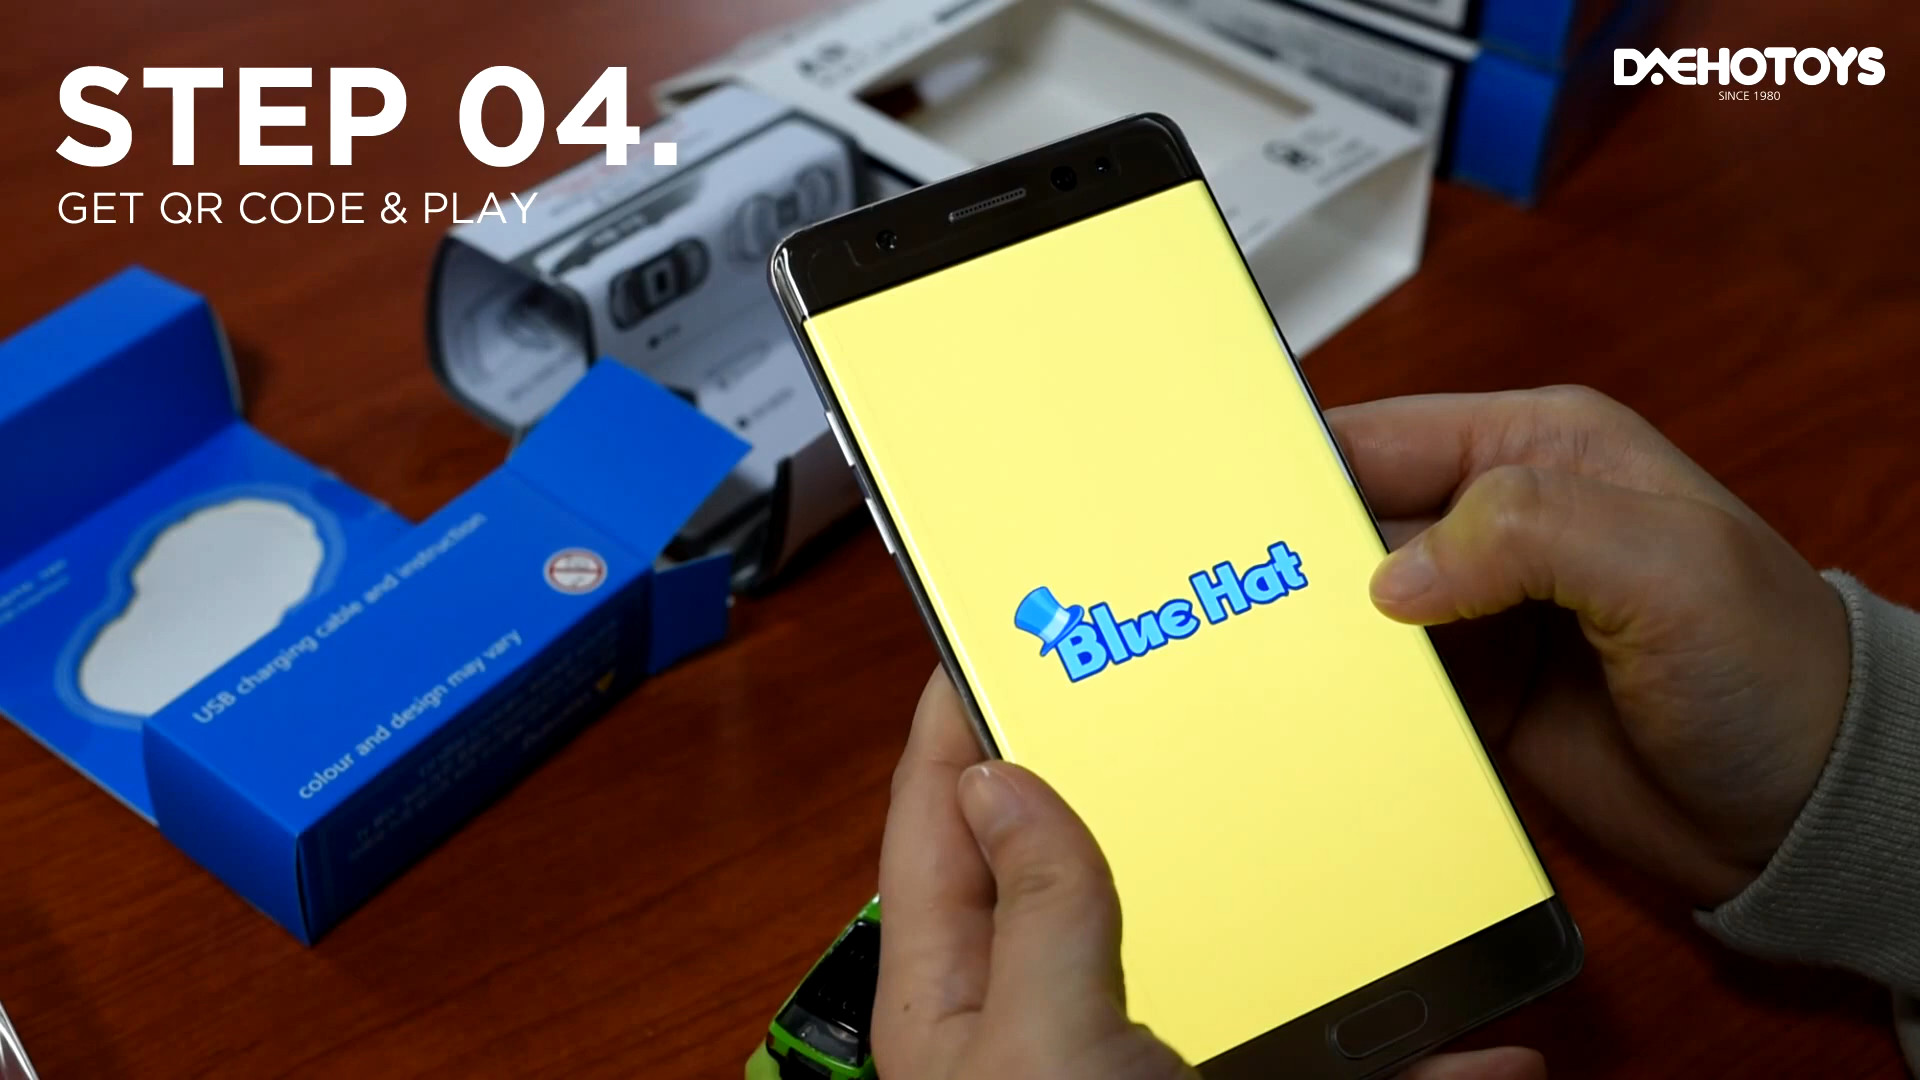 STEP 04.
GET QR CODE & PLAY
DAEHOTOYS
SINCE 1980
Blue Hat
USB charging cable and instruction
colour and design may vary